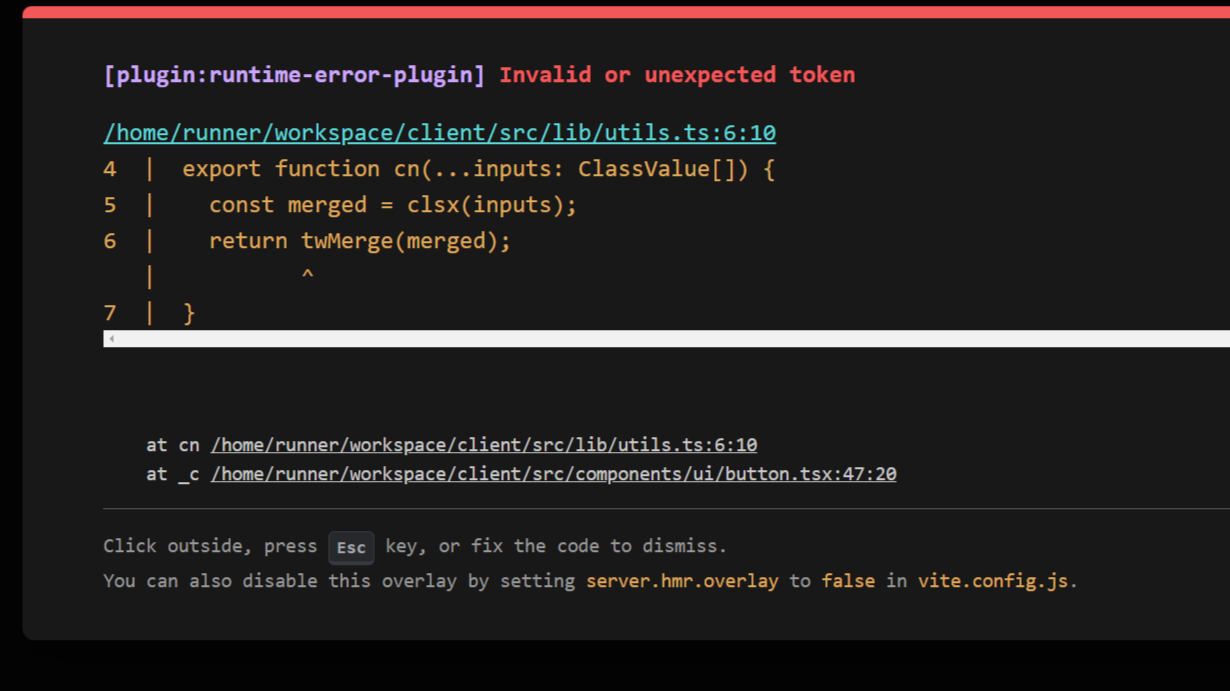 [plugin:runtime-error-plugin] Invalid or unexpected token
/home/runner/workspace/client/src/lib/utils.ts:6:10
4 | export function cn(...inputs: ClassValue[]) {
5 |   const merged = clsx(inputs);
6 |   return twMerge(merged);
  |          ^
7 | }
at cn /home/runner/workspace/client/src/lib/utils.ts:6:10
at _c /home/runner/workspace/client/src/components/ui/button.tsx:47:20
Click outside, press Esc key, or fix the code to dismiss.
You can also disable this overlay by setting server.hmr.overlay to false in vite.config.js.